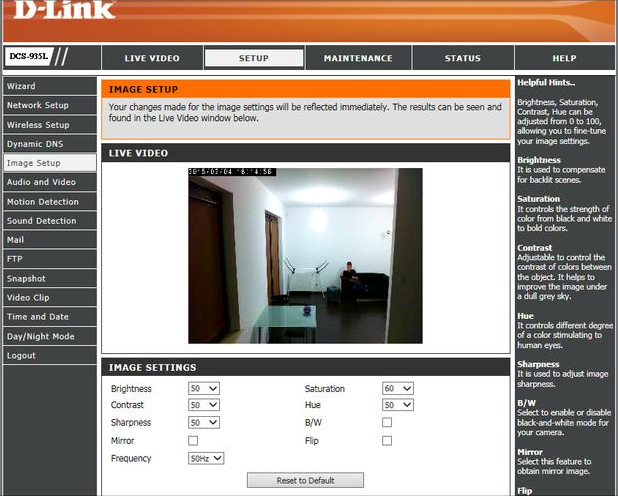 D-Link
DCS-935L
LIVE VIDEO
SETUP
MAINTENANCE
STATUS
HELP
Wizard
Network Setup
Wireless Setup
Dynamic DNS
Image Setup
Audio and Video
Motion Detection
Sound Detection
Mail
FTP
Snapshot
Video Clip
Time and Date
Day/Night Mode
Logout
IMAGE SETUP
Your changes made for the image settings will be reflected immediately. The results can be seen and
found in the Live Video window below.
LIVE VIDEO
2015/02/04 16:14:56
IMAGE SETTINGS
Brightness 50
Saturation 60
Contrast 50
Hue 50
Sharpness 50
B/W
Mirror
Flip
Frequency 50Hz
Reset to Default
Helpful Hints..
Brightness, Saturation,
Contrast, Hue can be
adjusted from 0 to 100,
allowing you to fine-tune
your image settings.
Brightness
It is used to compensate
for backlit scenes.
Saturation
It controls the strength of
color from black and white
to bold colors.
Contrast
Adjustable to control the
contrast of colors between
the object. It helps to
improve the image under
a dull grey sky.
Hue
It controls different degree
of a color stimulating to
human eyes.
Sharpness
It is used to adjust image
sharpness.
B/W
Select to enable or disable
black-and-white mode for
your camera.
Mirror
Select this feature to
obtain mirror image.
Flip